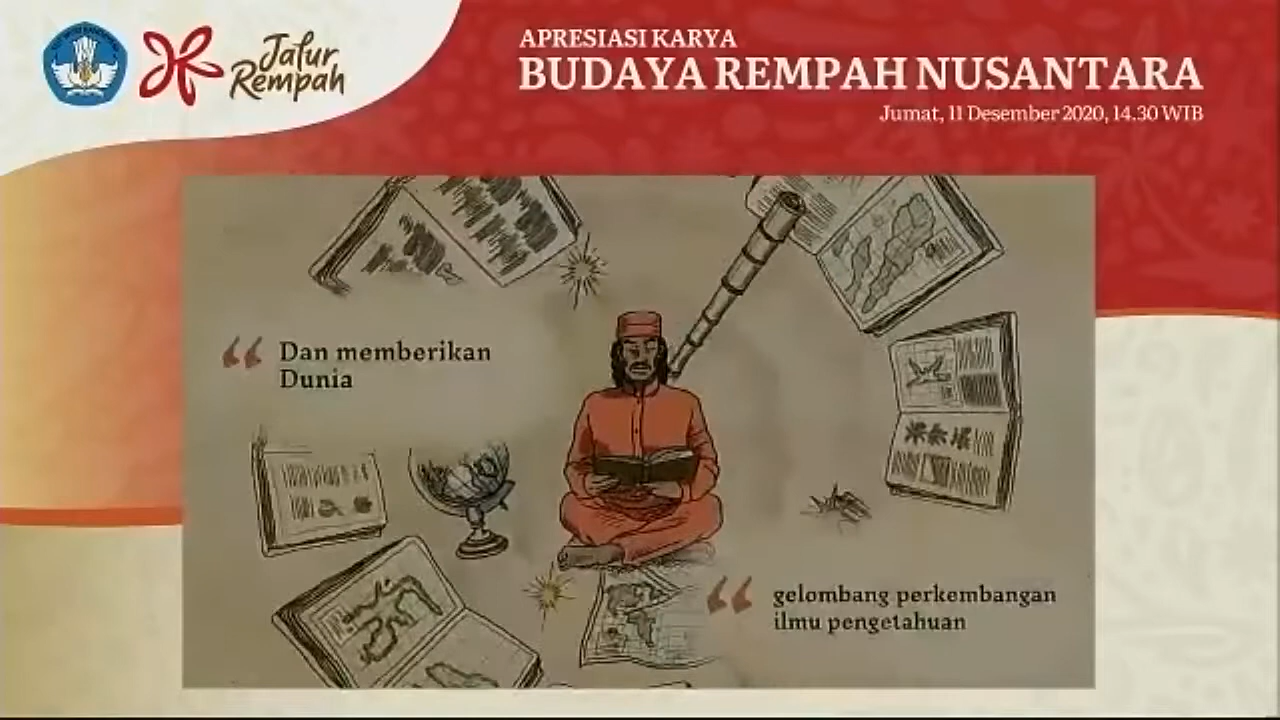 Jalur
Rempah
APRESIASI KARYA
BUDAYA REMPAH NUSANTARA
Jumat, 11 Desember 2020, 14.30 WIB
“ Dan memberikan
Dunia
“ gelombang perkembangan
ilmu pengetahuan